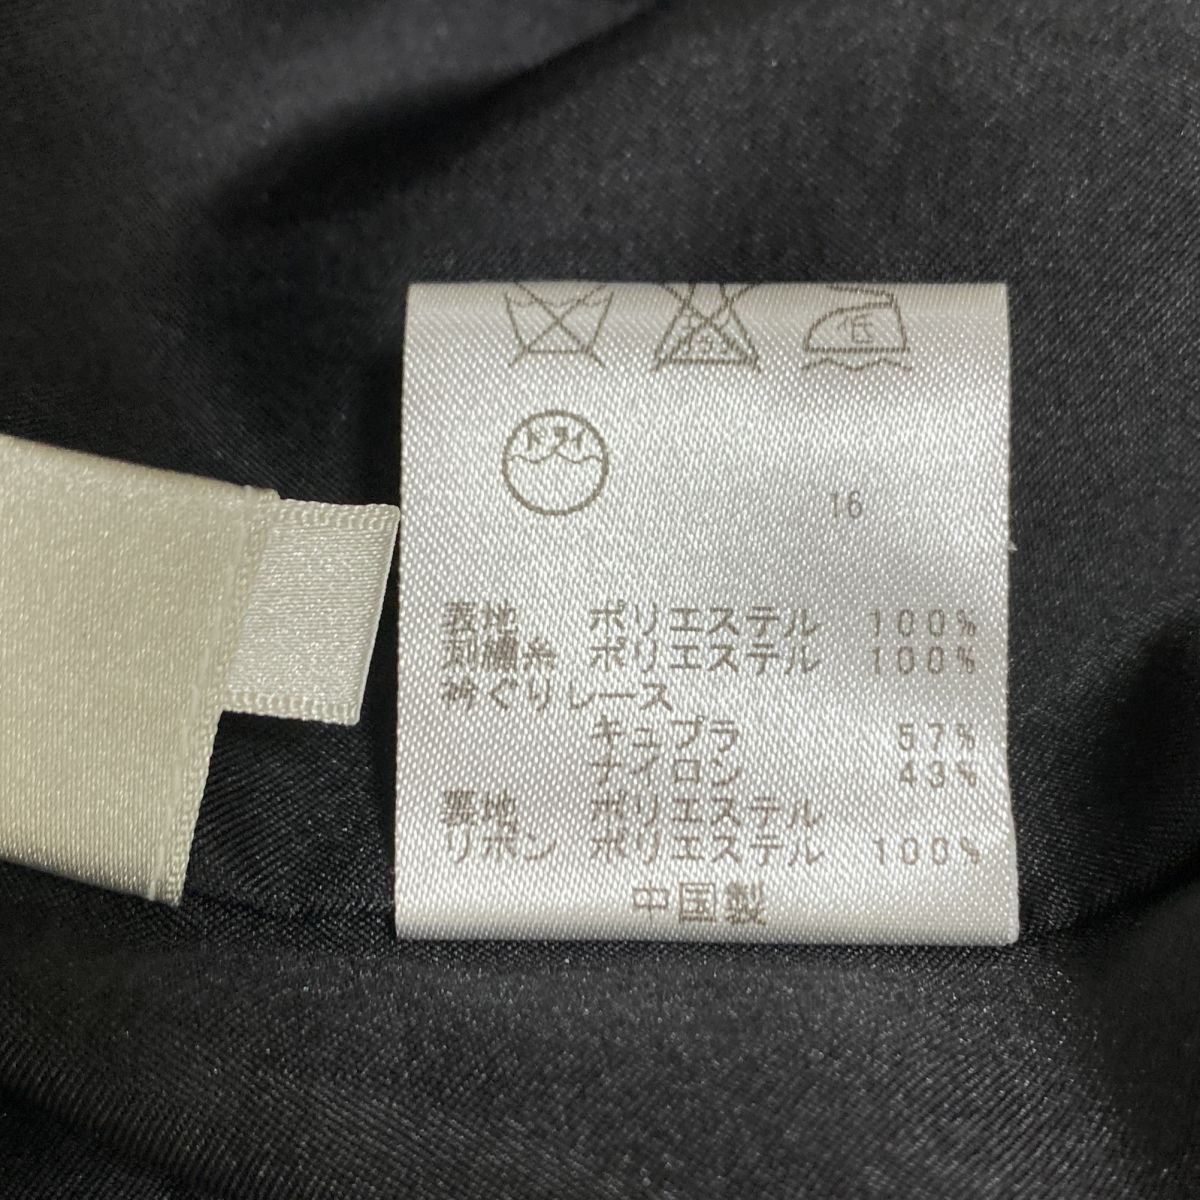 低
ドライ
16
表地 ポリエステル 100%
刺繍糸 ポリエステル 100%
衿ぐりレース
キュプラ 57%
ナイロン 43%
裏地 ポリエステル
リボン ポリエステル 100%
中国製